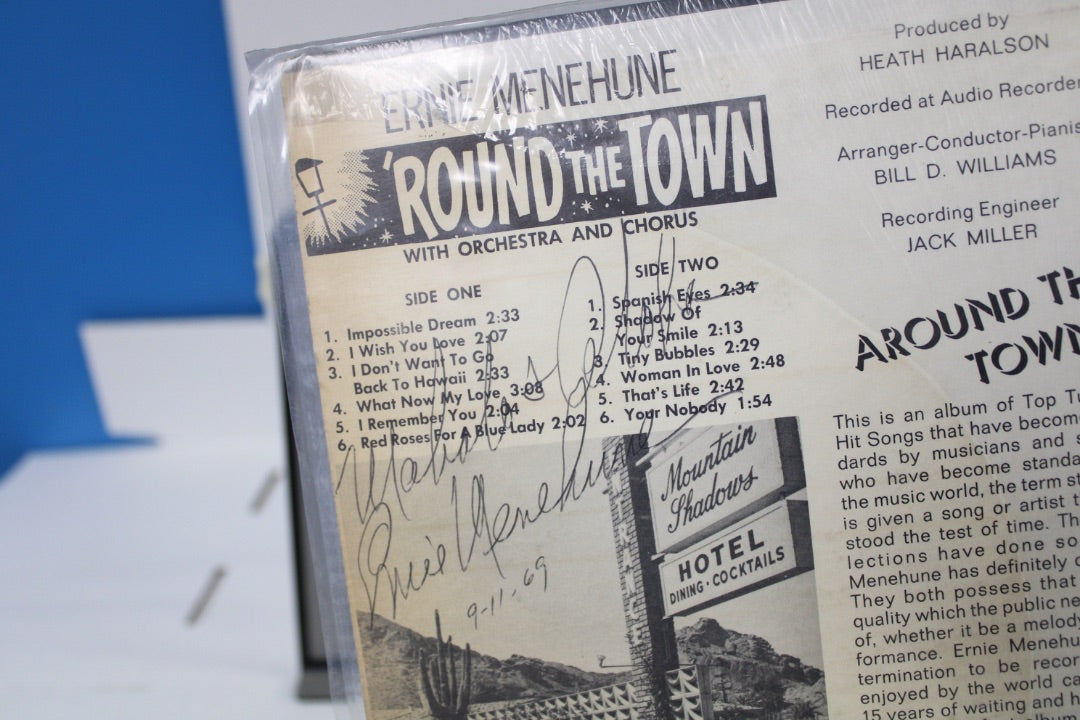 ERNIE MENEHUNE
'ROUND THE TOWN
WITH ORCHESTRA AND CHORUS
SIDE ONE
1. Impossible Dream 2:33
2. I Wish You Love 2:07
3. I Don't Want To Go
Back To Hawaii 2:33
4. What Now My Love 3:08
5. I Remember You 2:04
6. Red Roses For A Blue Lady 2:02
SIDE TWO
1. Spanish Eyes 2:34
2. Shadow Of
Your Smile 2:13
3. Tiny Bubbles 2:29
4. Woman In Love 2:48
5. That's Life 2:42
6. Your Nobody 1:54
Mahalo
Ernie Menehune
9-11-69
Mountain
Shadows
HOTEL
DINING · COCKTAILS
Produced by
HEATH HARALSON
Recorded at Audio Recorder
Arranger-Conductor-Pianis
BILL D. WILLIAMS
Recording Engineer
JACK MILLER
AROUND TH
TOWN
This is an album of Top Tu
Hit Songs that have becom
dards by musicians and s
who have become standa
the music world, the term st
is given a song or artist t
stood the test of time. Th
lections have done so
Menehune has definitely
They both possess that
quality which the public ne
of, whether it be a melody
formance. Ernie Menehu
termination to be recor
enjoyed by the world ca
15 years of waiting and h